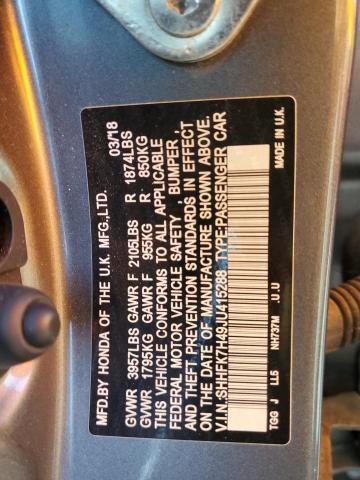 MFD.BY HONDA OF THE U.K. MFG.,LTD. 03/18
GVWR 3957LBS GAWR F 2105LBS R 1874LBS
GVWR 1795KG GAWR F 955KG R 850KG
THIS VEHICLE CONFORMS TO ALL APPLICABLE
FEDERAL MOTOR VEHICLE SAFETY , BUMPER ,
AND THEFT PREVENTION STANDARDS IN EFFECT
ON THE DATE OF MANUFACTURE SHOWN ABOVE.
V.I.N.:SHHFK7H49JU415288 TYPE:PASSENGER CAR
TGG J LL5 NH737M .U.U